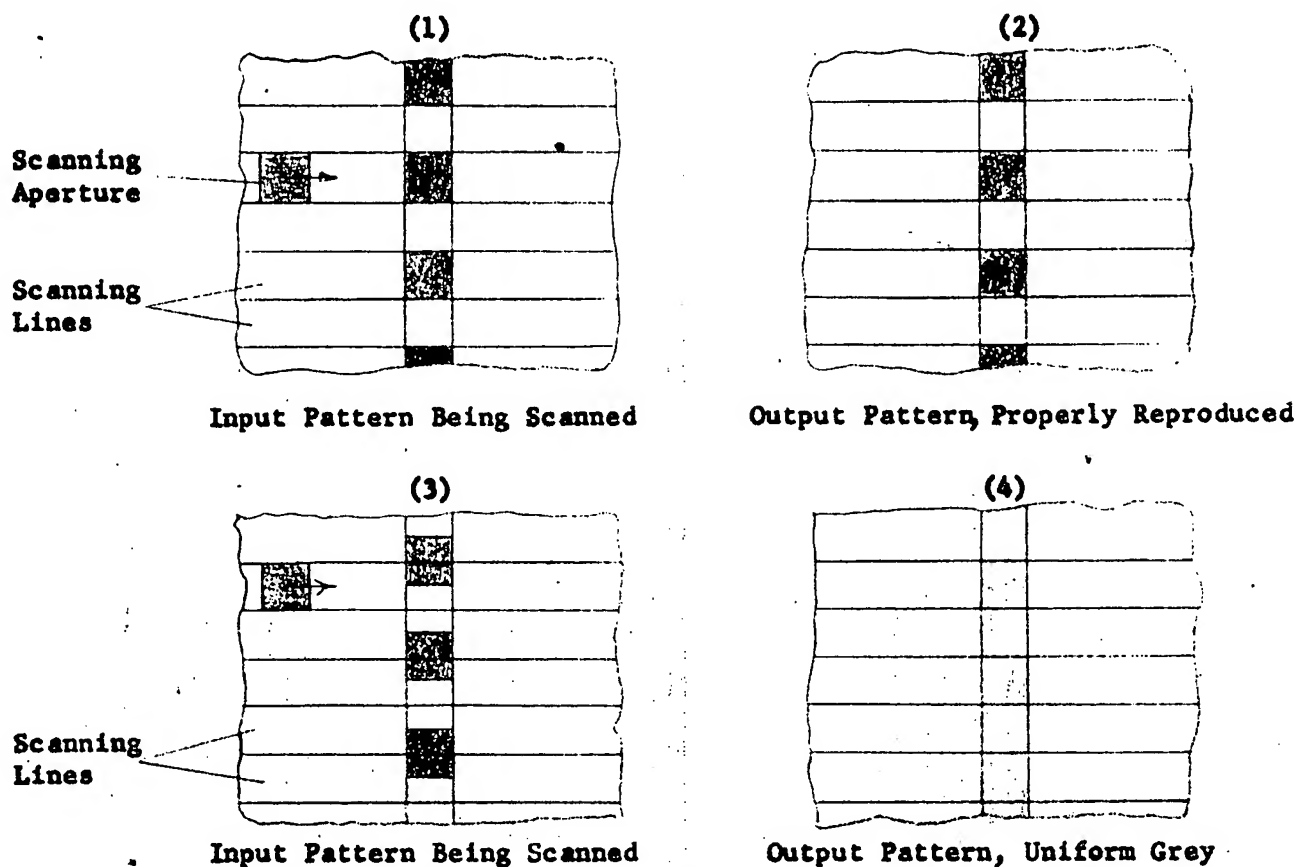 (1)
(2)
Scanning
Aperture
Scanning
Lines
Input Pattern Being Scanned
Output Pattern, Properly Reproduced
(3)
(4)
Scanning
Lines
Input Pattern Being Scanned
Output Pattern, Uniform Grey